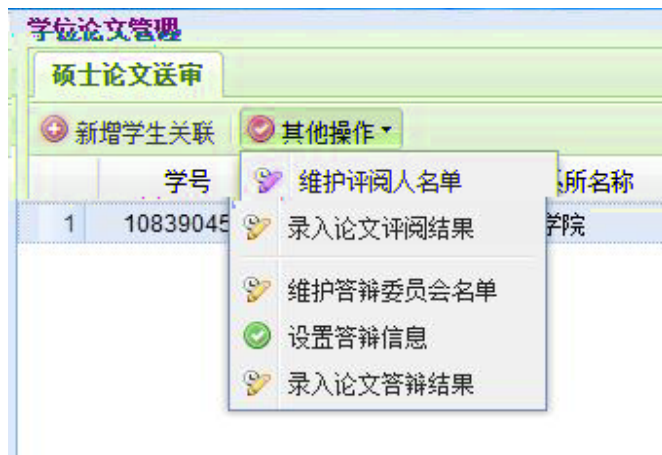 学位论文管理
硕士论文送审
新增学生关联 其他操作
学号 维护评阅人名单 所名称
1 10839045 录入论文评阅结果 学院
维护答辩委员会名单
设置答辩信息
录入论文答辩结果